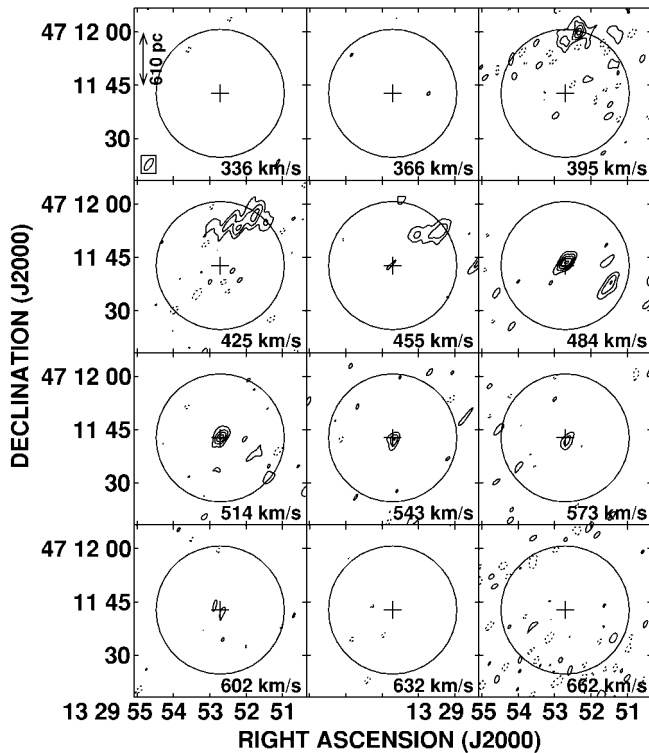 47 12 00
610 pc
11 45
30
336 km/s
366 km/s
395 km/s
47 12 00
11 45
30
425 km/s
455 km/s
484 km/s
47 12 00
11 45
30
514 km/s
543 km/s
573 km/s
47 12 00
11 45
30
602 km/s
632 km/s
662 km/s
DECLINATION (J2000)
13 29 55 54 53 52 51 13 29 55 54 53 52 51
RIGHT ASCENSION (J2000)